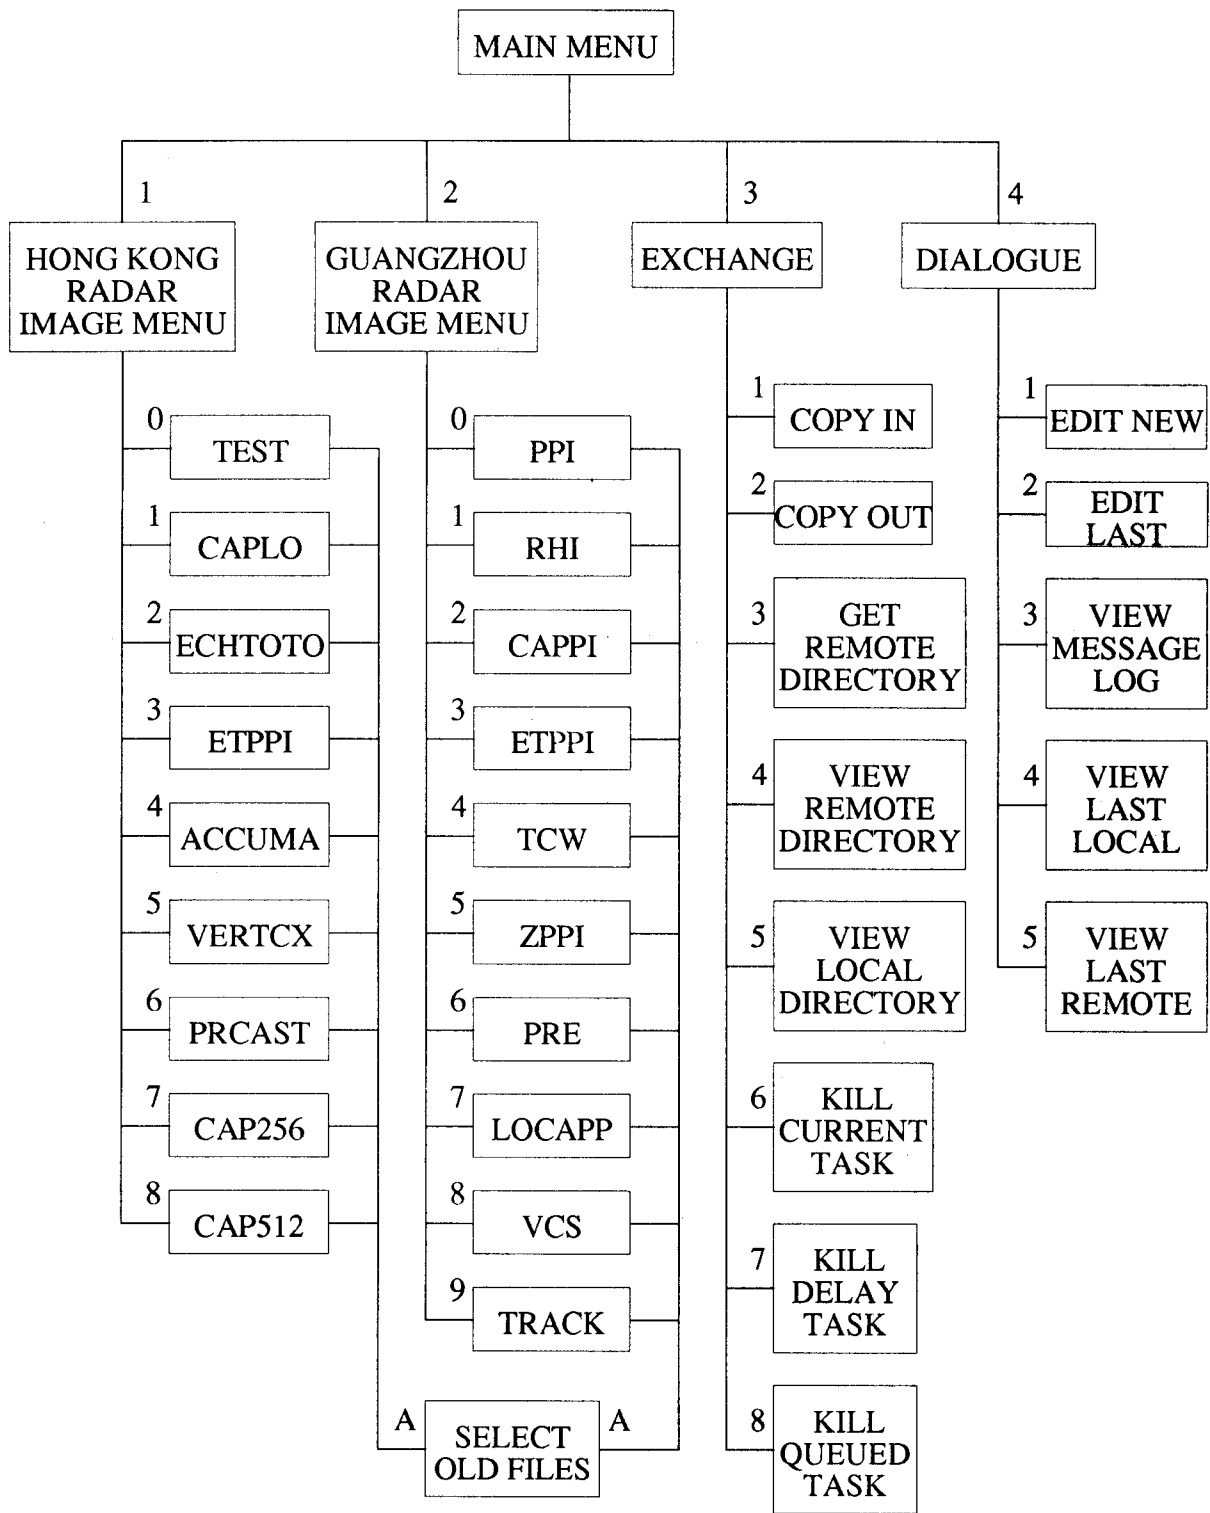 MAIN MENU
1
HONG KONG
RADAR
IMAGE MENU
0
TEST
1
CAPLO
2
ECHTOTO
3
ETPPI
4
ACCUMA
5
VERTCX
6
PRCAST
7
CAP256
8
CAP512
2
GUANGZHOU
RADAR
IMAGE MENU
0
PPI
1
RHI
2
CAPPI
3
ETPPI
4
TCW
5
ZPPI
6
PRE
7
LOCAPP
8
VCS
9
TRACK
A
SELECT
OLD FILES
A
3
EXCHANGE
1
COPY IN
2
COPY OUT
3
GET
REMOTE
DIRECTORY
4
VIEW
REMOTE
DIRECTORY
5
VIEW
LOCAL
DIRECTORY
6
KILL
CURRENT
TASK
7
KILL
DELAY
TASK
8
KILL
QUEUED
TASK
4
DIALOGUE
1
EDIT NEW
2
EDIT
LAST
3
VIEW
MESSAGE
LOG
4
VIEW
LAST
LOCAL
5
VIEW
LAST
REMOTE